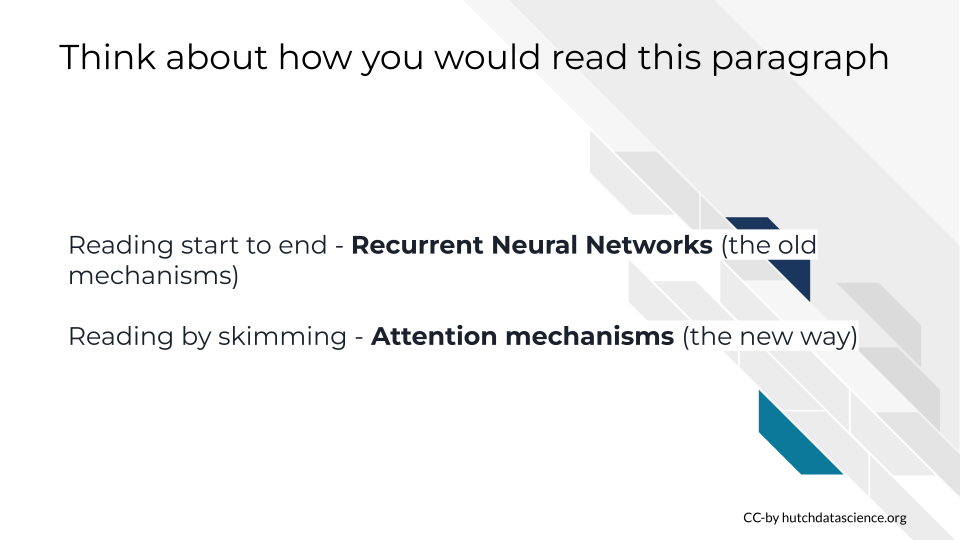 Think about how you would read this paragraph
Reading start to end - Recurrent Neural Networks (the old
mechanisms)
Reading by skimming - Attention mechanisms (the new way)
CC-by hutchdatascience.org